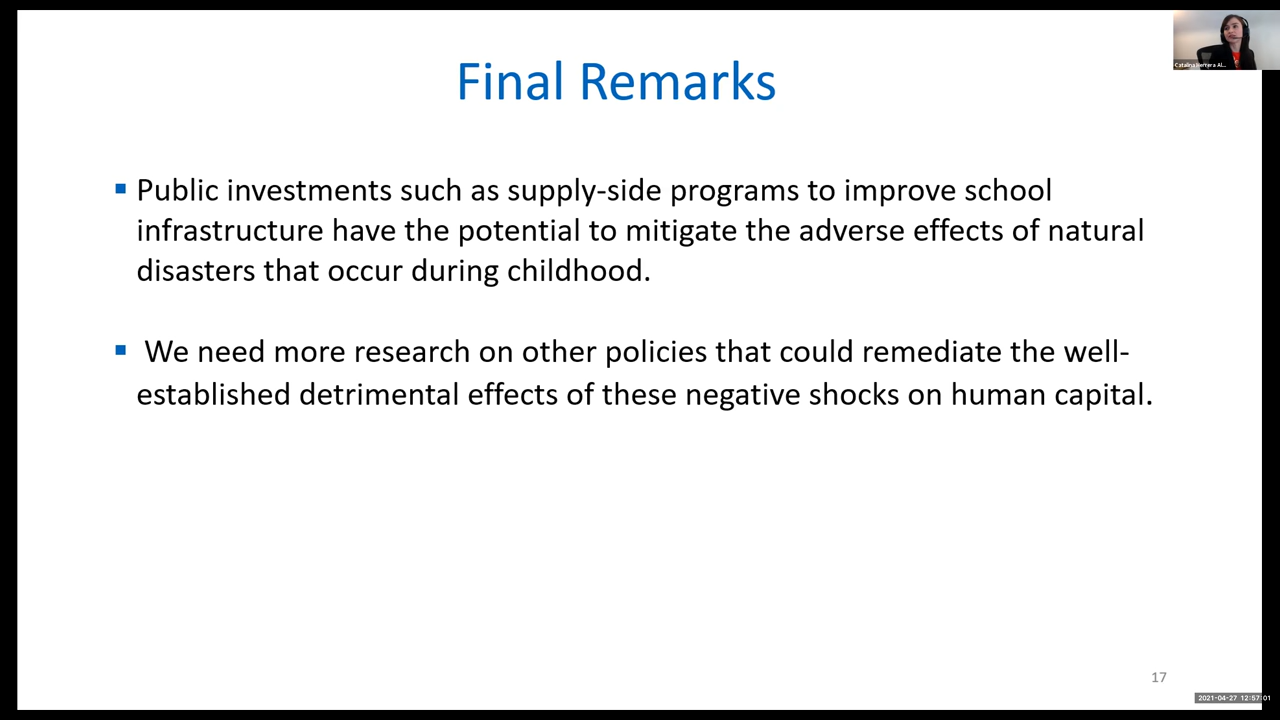 Catalina Herrera Al...
Final Remarks
▪ Public investments such as supply-side programs to improve school
infrastructure have the potential to mitigate the adverse effects of natural
disasters that occur during childhood.
▪ We need more research on other policies that could remediate the well-
established detrimental effects of these negative shocks on human capital.
17
2021-04-27 12:57:01